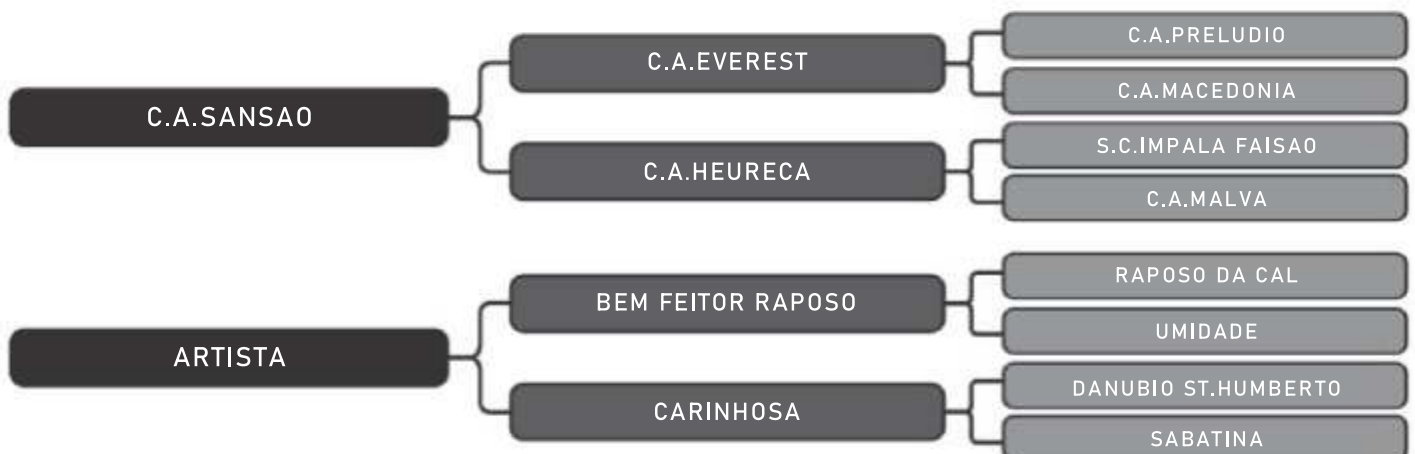 C.A.PRELUDIO
C.A.EVEREST
C.A.MACEDONIA
C.A.SANSAO
S.C.IMPALA FAISAO
C.A.HEURECA
C.A.MALVA
RAPOSO DA CAL
BEM FEITOR RAPOSO
UMIDADE
ARTISTA
DANUBIO ST.HUMBERTO
CARINHOSA
SABATINA